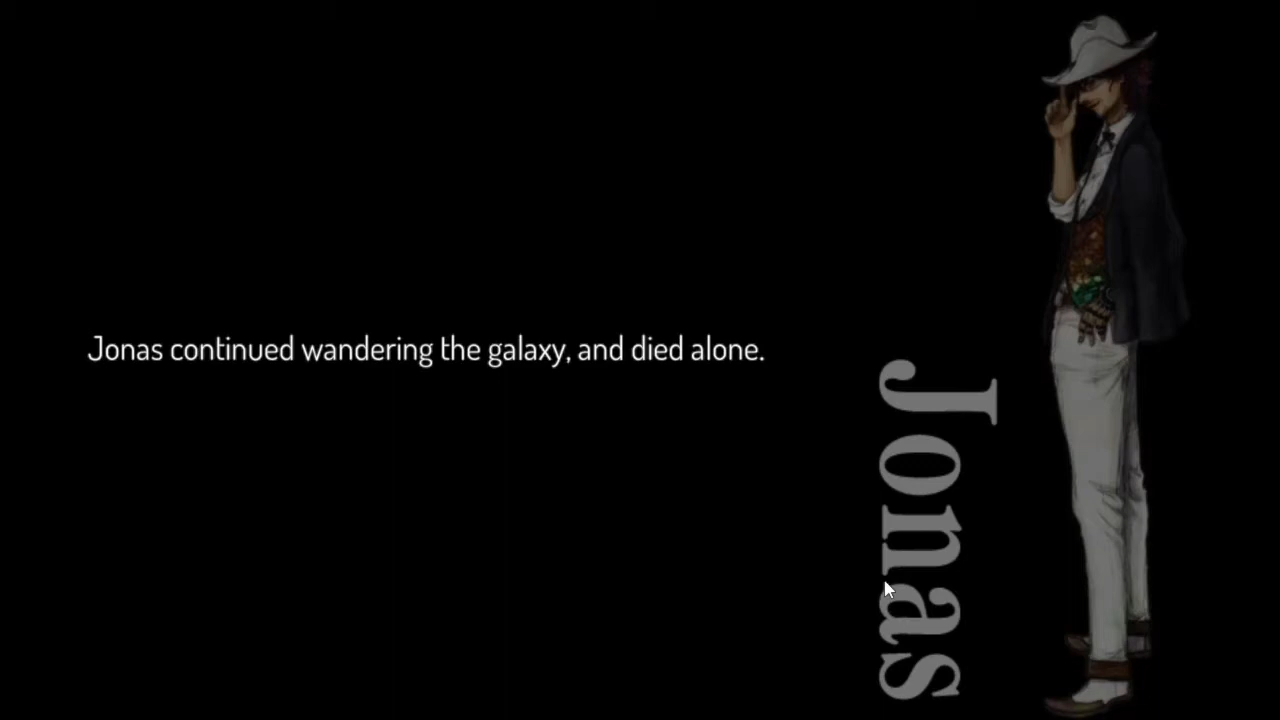 Jonas continued wandering the galaxy, and died alone.
Jonas